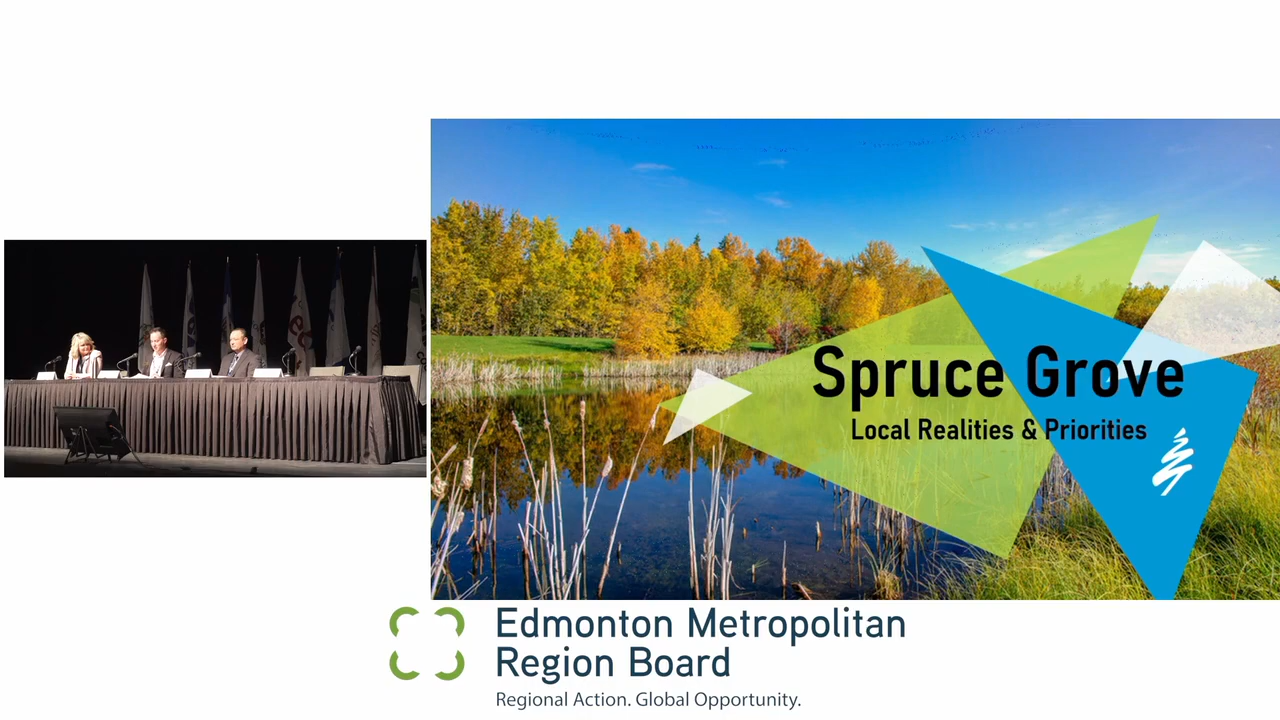 Spruce Grove
Local Realities & Priorities
Edmonton Metropolitan
Region Board
Regional Action. Global Opportunity.